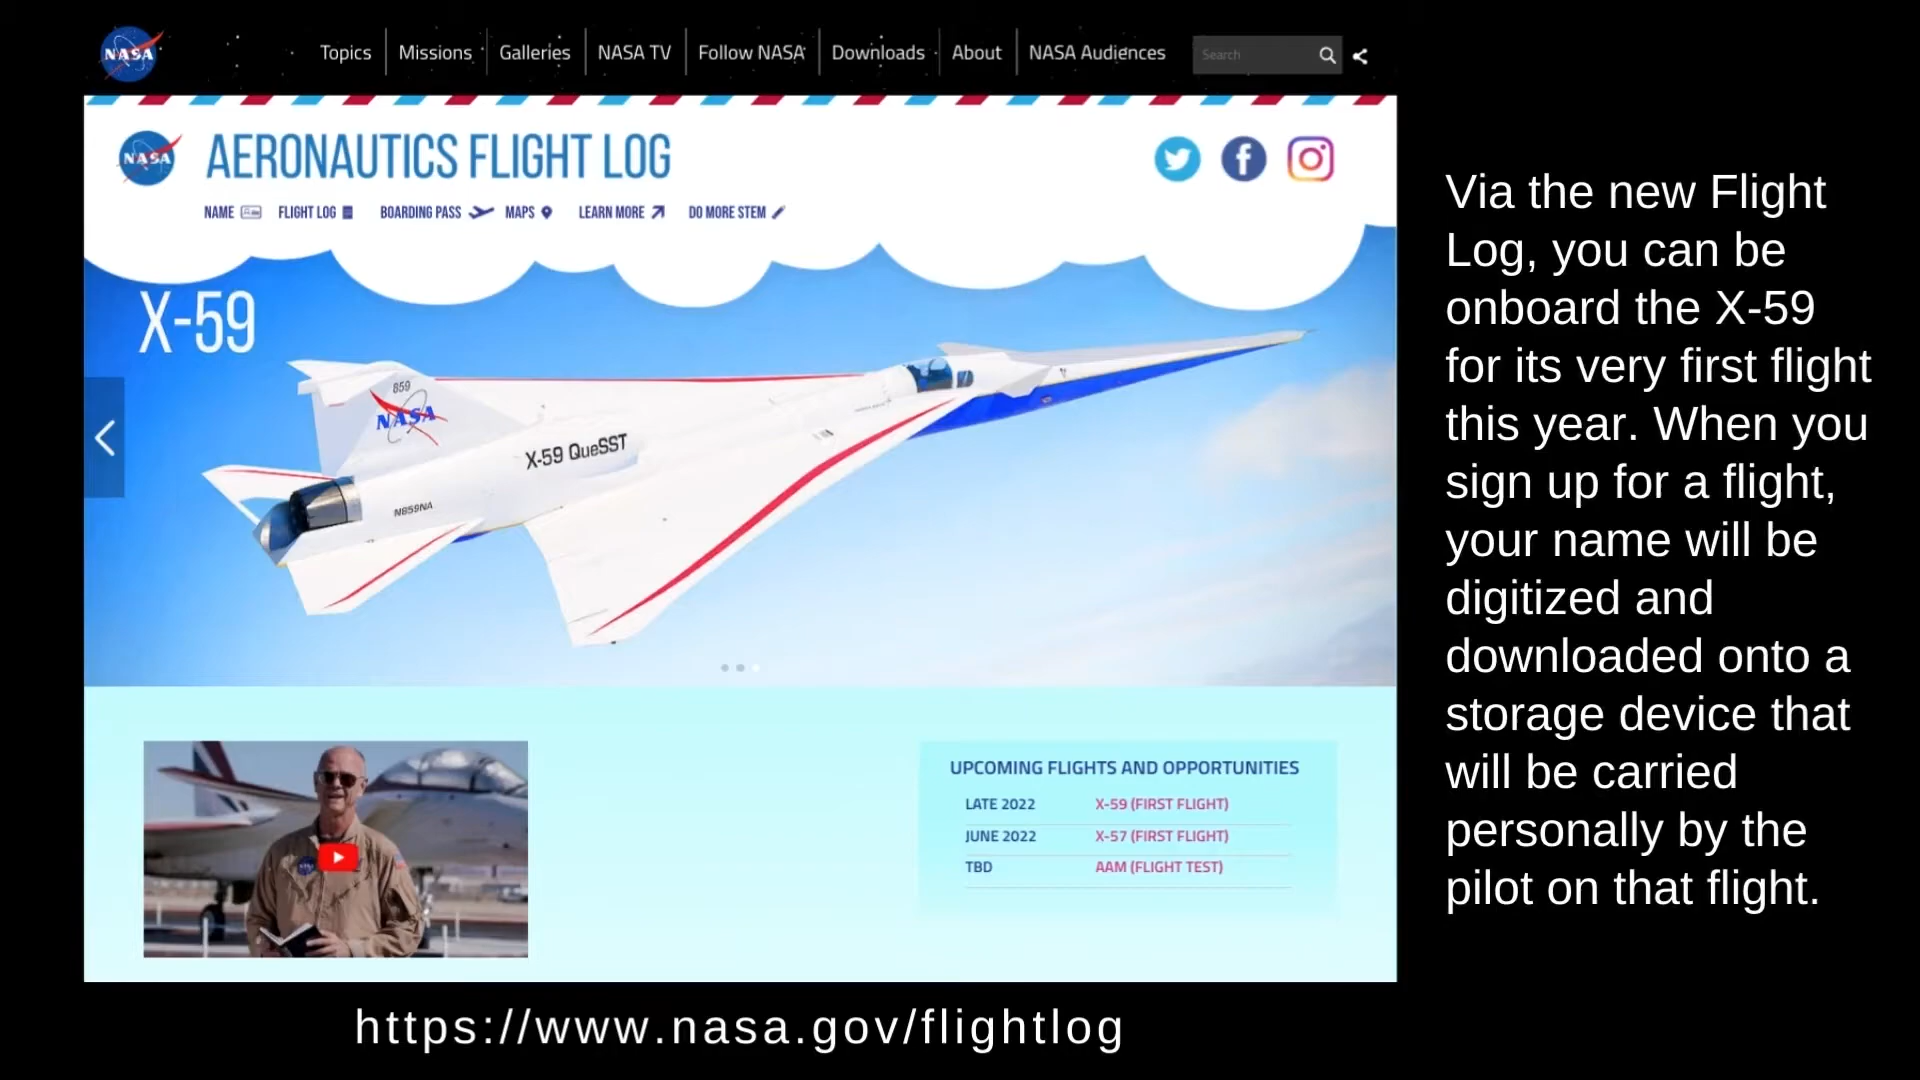 NASA
Topics
Missions
Galleries
NASA TV
Follow NASA
Downloads
About
NASA Audiences
Search
NASA
AERONAUTICS FLIGHT LOG
NAME
FLIGHT LOG
BOARDING PASS
MAPS
LEARN MORE
DO MORE STEM
X-59
859
NASA
X-59 QueSST
N859NA
UPCOMING FLIGHTS AND OPPORTUNITIES
LATE 2022 X-59 (FIRST FLIGHT)
JUNE 2022 X-57 (FIRST FLIGHT)
TBD AAM (FLIGHT TEST)
https://www.nasa.gov/flightlog
Via the new Flight
Log, you can be
onboard the X-59
for its very first flight
this year. When you
sign up for a flight,
your name will be
digitized and
downloaded onto a
storage device that
will be carried
personally by the
pilot on that flight.